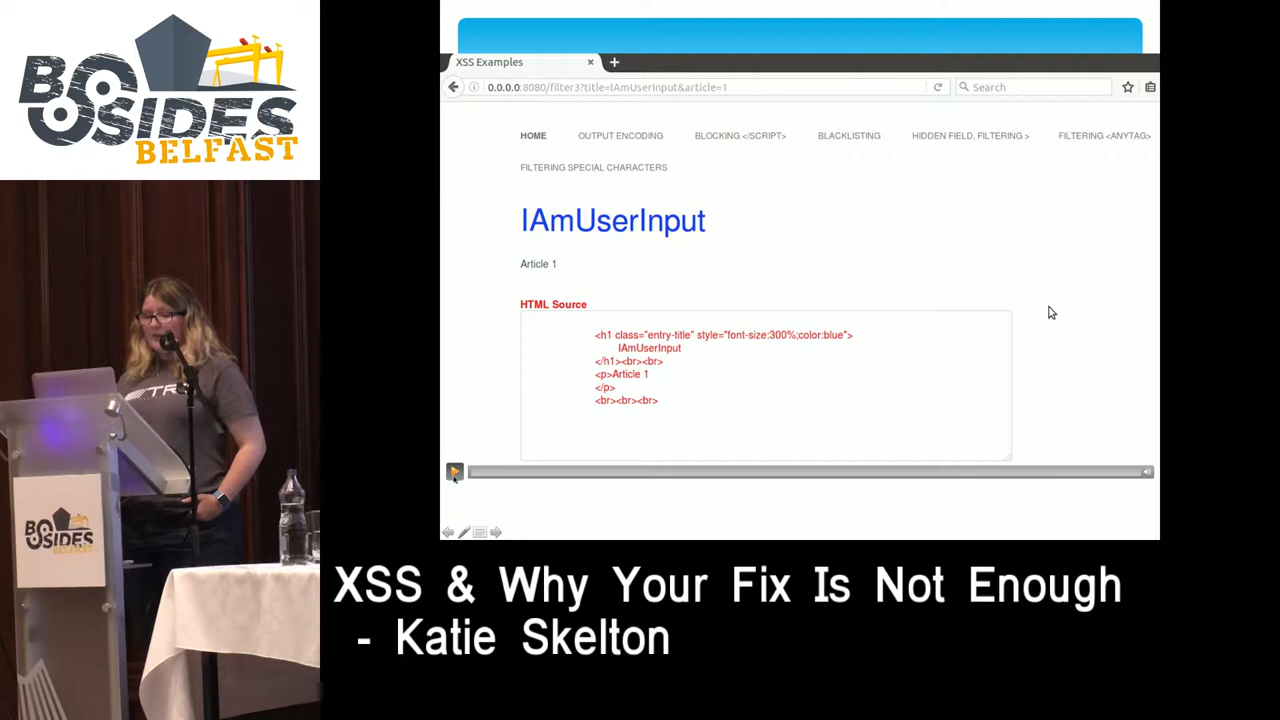 BSIDES
BELFAST
XSS Examples
0.0.0.0:8080/filter3?title=IAmUserInput&article=1
Search
HOME
OUTPUT ENCODING
BLOCKING </SCRIPT>
BLACKLISTING
HIDDEN FIELD, FILTERING >
FILTERING <ANYTAG>
FILTERING SPECIAL CHARACTERS
IAmUserInput
Article 1
HTML Source
<h1 class="entry-title" style="font-size:300%;color:blue">
IAmUserInput
</h1><br><br>
<p>Article 1
</p>
<br><br><br>
BSIDES
BELFAST
XSS & Why Your Fix Is Not Enough
- Katie Skelton